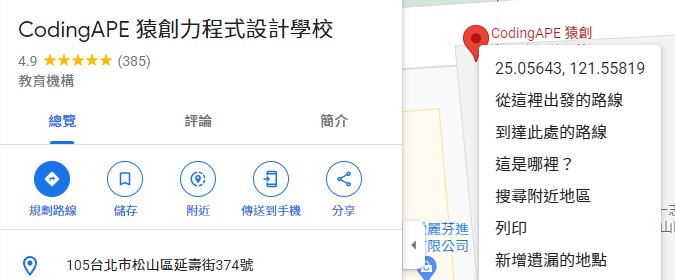 CodingAPE 猿創力程式設計學校
4.9 ★★★★★ (385)
教育機構
總覽
評論
簡介
規劃路線
儲存
附近
傳送到手機
分享
105台北市松山區延壽街374號
CodingAPE 猿創
25.05643, 121.55819
從這裡出發的路線
到達此處的路線
這是哪裡？
搜尋附近地區
列印
新增遺漏的地點
麗芬進
限公司